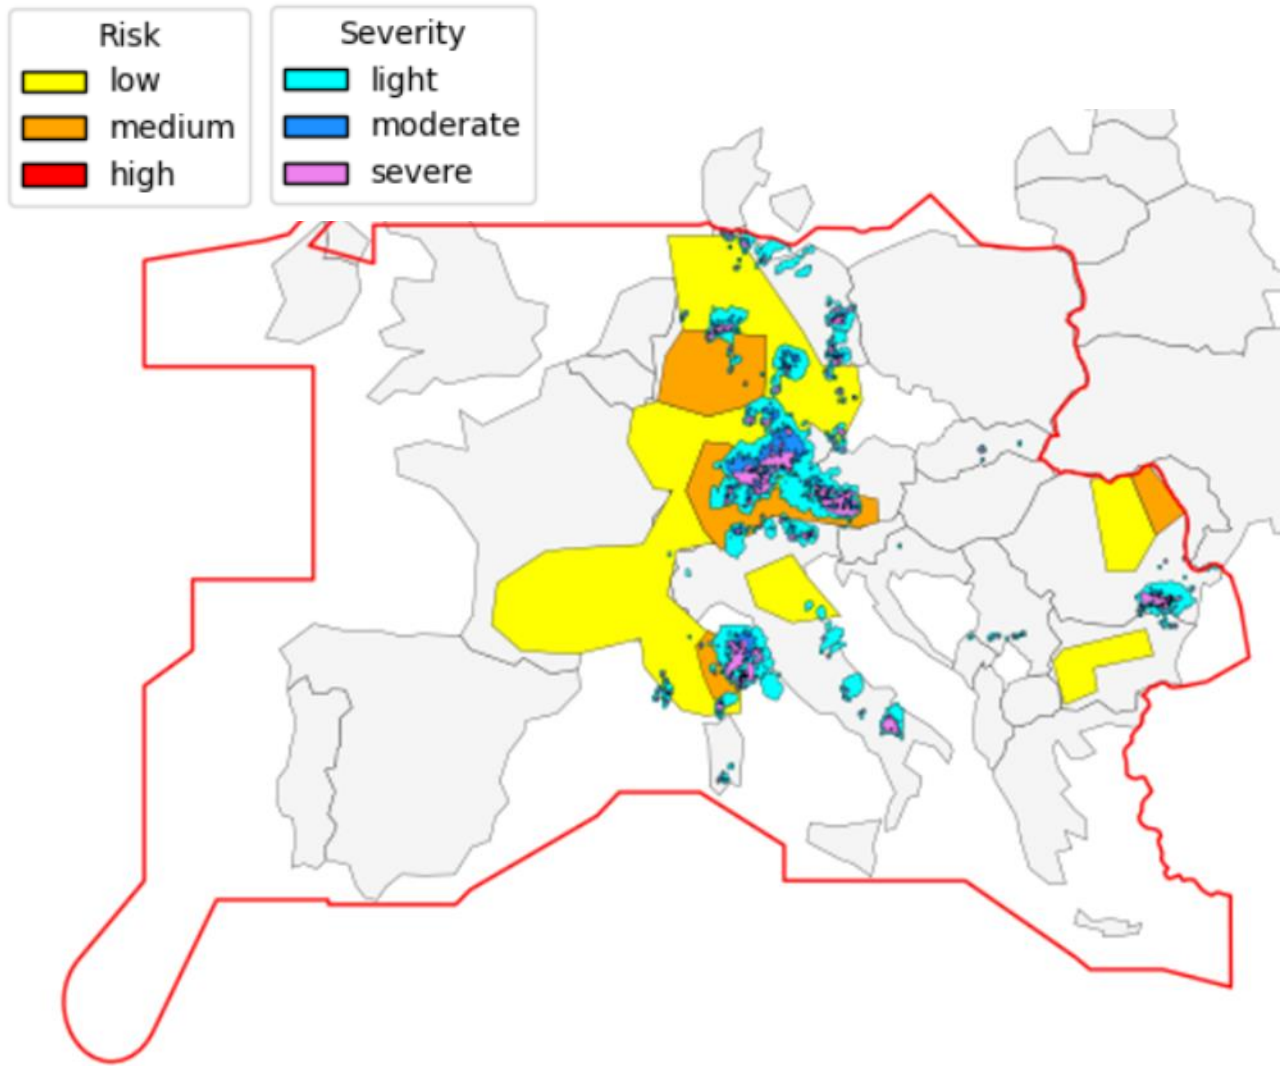 Risk
low
medium
high
Severity
light
moderate
severe